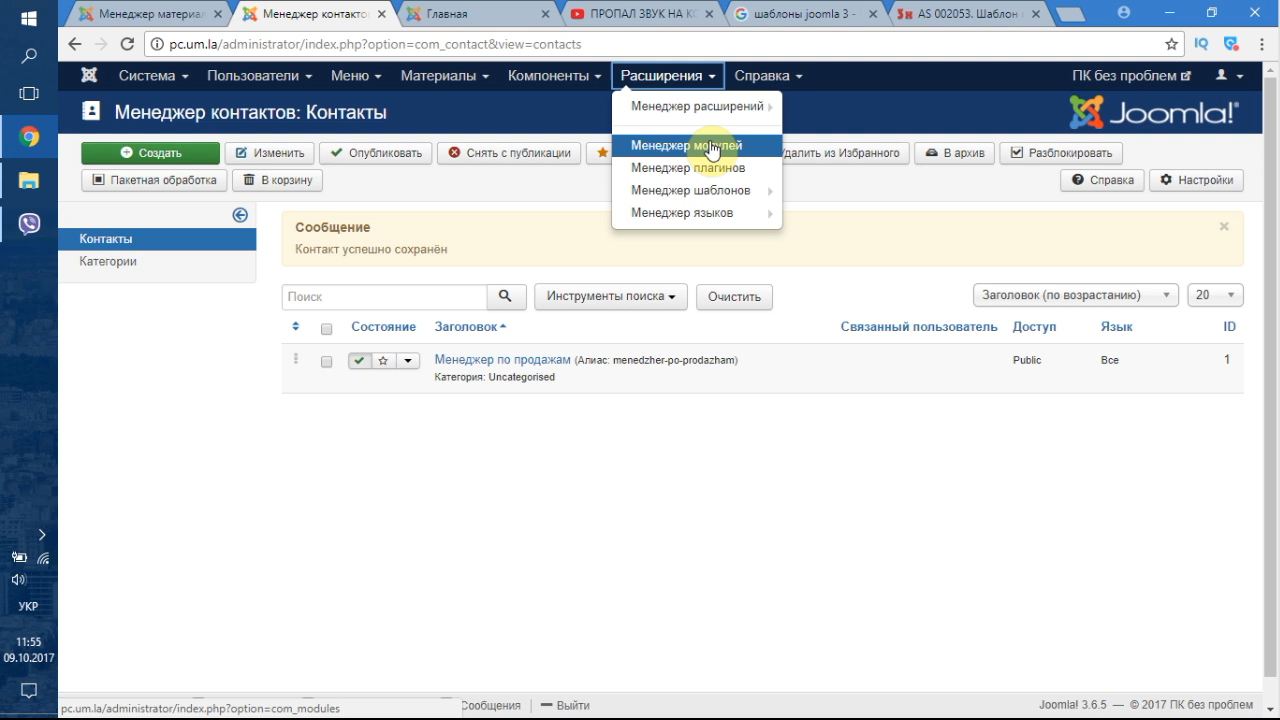 Менеджер материал
Менеджер контакто
Главная
ПРОПАЛ ЗВУК НА К
шаблоны joomla 3 -
AS 002053. Шаблон
pc.um.la/administrator/index.php?option=com_contact&view=contacts
IQ
Система
Пользователи
Меню
Материалы
Компоненты
Расширения
Справка
ПК без проблем
Менеджер контактов: Контакты
Joomla!®
Менеджер расширений
Менеджер модулей
Менеджер плагинов
Менеджер шаблонов
Менеджер языков
Создать
Изменить
Опубликовать
Снять с публикации
далить из Избранного
В архив
Разблокировать
Пакетная обработка
В корзину
Справка
Настройки
Контакты
Категории
Сообщение
Контакт успешно сохранён
Поиск
Инструменты поиска
Очистить
Заголовок (по возрастанию)
20
Состояние
Заголовок
Связанный пользователь
Доступ
Язык
ID
Менеджер по продажам (Алиас: menedzher-po-prodazham)
Категория: Uncategorised
Public
Все
1
УКР
11:55
09.10.2017
pc.um.la/administrator/index.php?option=com_modules
Сообщения
Выйти
Joomla! 3.6.5 — © 2017 ПК без проблем